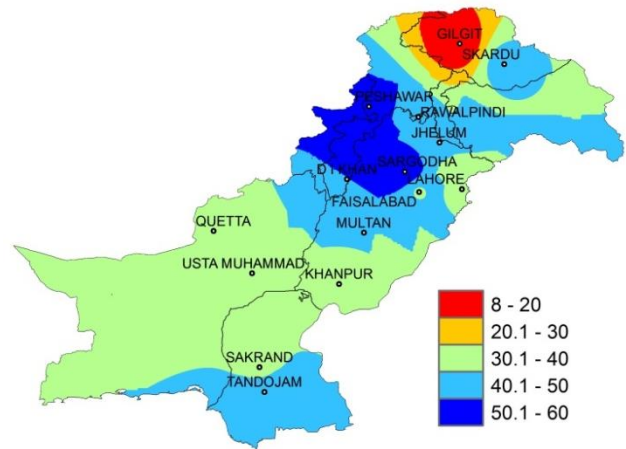 GILGIT
SKARDU
PESHAWAR
RAWALPINDI
JHELUM
SARGODHA
D I KHAN
LAHORE
FAISALABAD
MULTAN
QUETTA
USTA MUHAMMAD
KHANPUR
SAKRAND
TANDOJAM
8 - 20
20.1 - 30
30.1 - 40
40.1 - 50
50.1 - 60